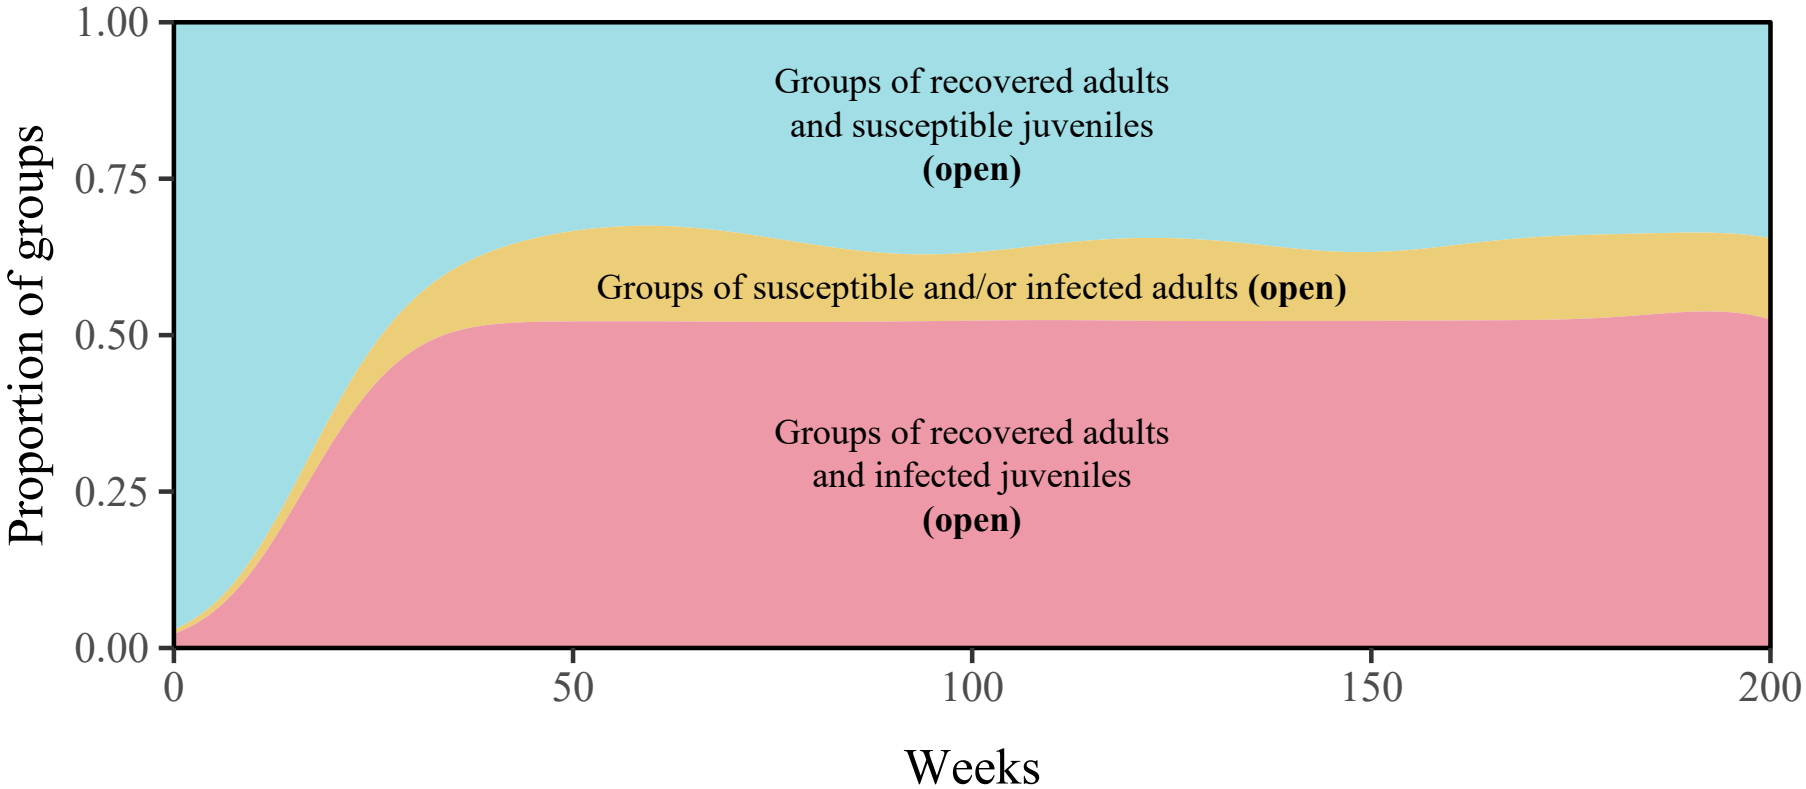 1.00
0.75
0.50
0.25
0.00
Proportion of groups
Groups of recovered adults
and susceptible juveniles
(open)
Groups of susceptible and/or infected adults (open)
Groups of recovered adults
and infected juveniles
(open)
0 50 100 150 200
Weeks